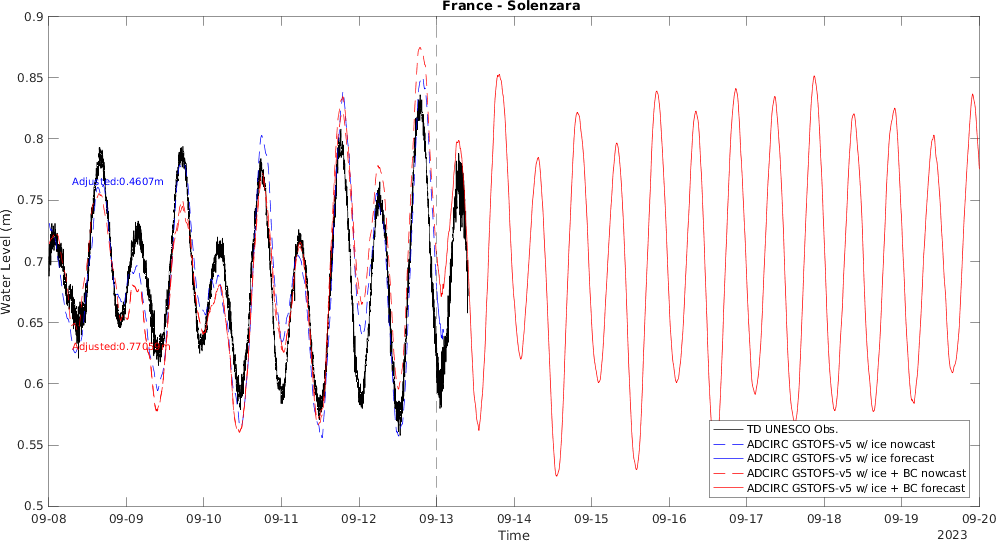 France - Solenzara
0.9
0.85
0.8
0.75
0.7
0.65
0.6
0.55
0.5
Water Level (m)
Adjusted:0.4607m
09-08
09-09
09-10
09-11
09-12
09-13
09-14
09-15
09-16
09-17
09-18
09-19
09-20
Time
2023
TD UNESCO Obs.
ADCIRC GSTOFS-v5 w/ ice nowcast
ADCIRC GSTOFS-v5 w/ ice forecast
ADCIRC GSTOFS-v5 w/ ice + BC nowcast
ADCIRC GSTOFS-v5 w/ ice + BC forecast